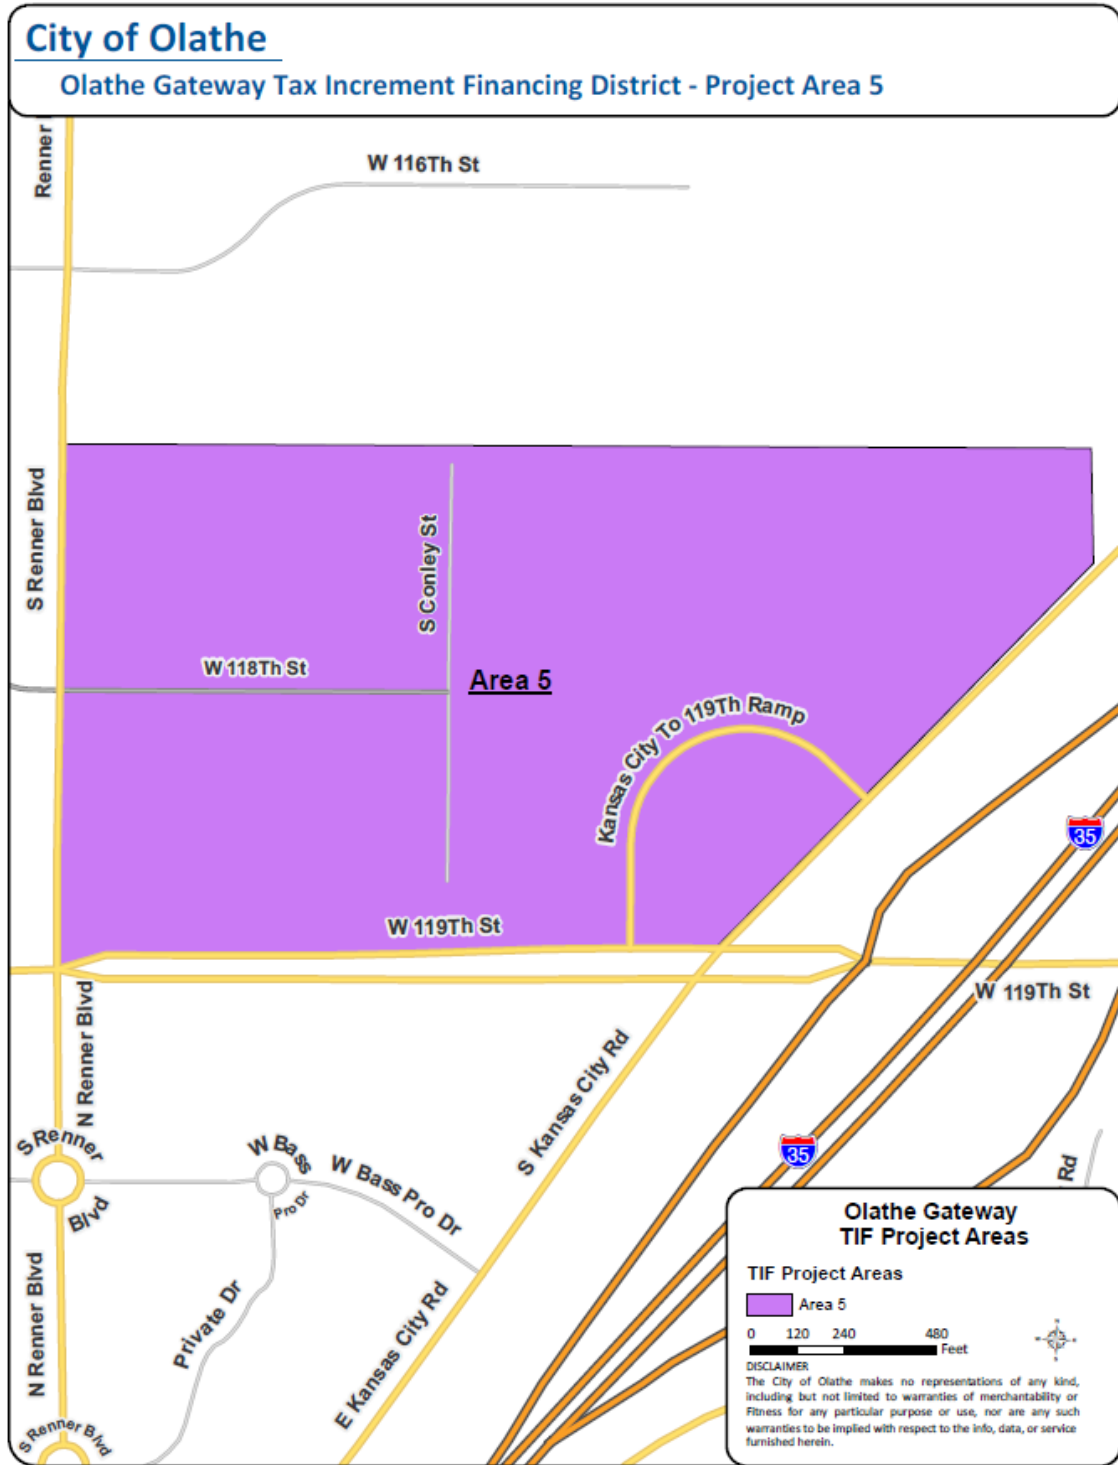 City of Olathe
Olathe Gateway Tax Increment Financing District - Project Area 5
Renner
W 116Th St
S Renner Blvd
S Conley St
W 118Th St
Area 5
Kansas City To 119Th Ramp
35
W 119Th St
W 119Th St
N Renner Blvd
S Kansas City Rd
S Renner
Blvd
W Bass
Pro Dr
W Bass Pro Dr
35
Rd
N Renner Blvd
Private Dr
E Kansas City Rd
S Renner Blvd
Olathe Gateway
TIF Project Areas
TIF Project Areas
Area 5
0 120 240 480
Feet
DISCLAIMER
The City of Olathe makes no representations of any kind,
including but not limited to warranties of merchantability or
Fitness for any particular purpose or use, nor are any such
warranties to be implied with respect to the info, data, or service
furnished herein.